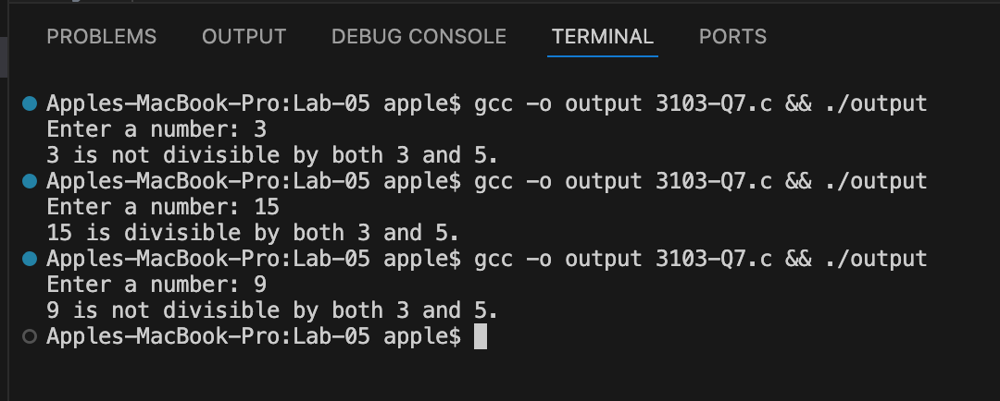 PROBLEMS OUTPUT DEBUG CONSOLE TERMINAL PORTS
Apples-MacBook-Pro:Lab-05 apple$ gcc -o output 3103-Q7.c && ./output
Enter a number: 3
3 is not divisible by both 3 and 5.
Apples-MacBook-Pro:Lab-05 apple$ gcc -o output 3103-Q7.c && ./output
Enter a number: 15
15 is divisible by both 3 and 5.
Apples-MacBook-Pro:Lab-05 apple$ gcc -o output 3103-Q7.c && ./output
Enter a number: 9
9 is not divisible by both 3 and 5.
Apples-MacBook-Pro:Lab-05 apple$